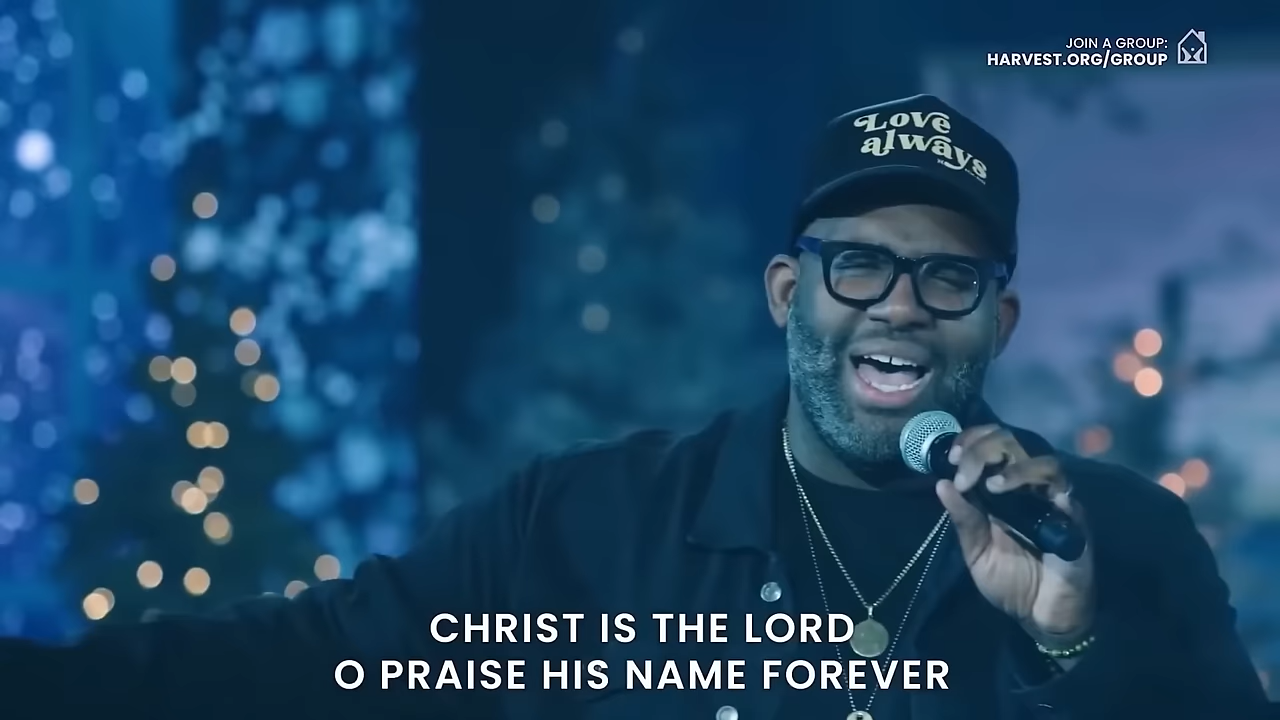 JOIN A GROUP:
HARVEST.ORG/GROUP
Love
always
CHRIST IS THE LORD
O PRAISE HIS NAME FOREVER